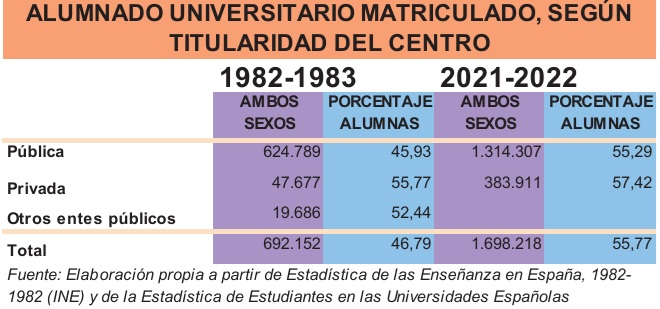 ALUMNADO UNIVERSITARIO MATRICULADO, SEGÚN
TITULARIDAD DEL CENTRO
1982-1983 2021-2022
AMBOS SEXOS PORCENTAJE ALUMNAS AMBOS SEXOS PORCENTAJE ALUMNAS
Pública 624.789 45,93 1.314.307 55,29
Privada 47.677 55,77 383.911 57,42
Otros entes públicos 19.686 52,44
Total 692.152 46,79 1.698.218 55,77
Fuente: Elaboración propia a partir de Estadística de las Enseñanza en España, 1982-
1982 (INE) y de la Estadística de Estudiantes en las Universidades Españolas